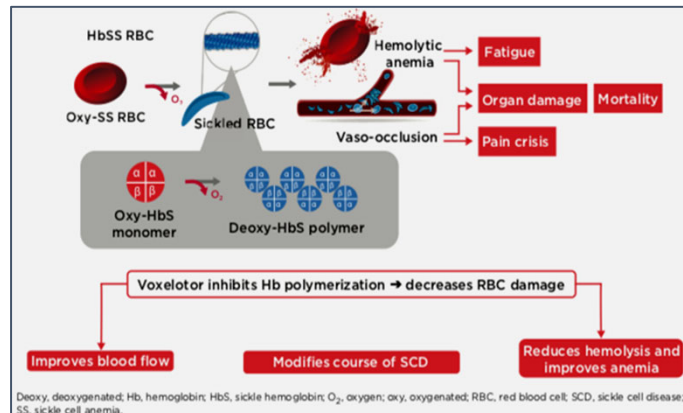 HbSS RBC
Oxy-SS RBC
O₂
Sickled RBC
Hemolytic
anemia
Vaso-occlusion
Fatigue
Organ damage
Mortality
Pain crisis
α α
β β
Oxy-HbS
monomer
O₂
α α α α α α
β β β β β β
β β β β β β
α α α α α α
Deoxy-HbS polymer
Voxelotor inhibits Hb polymerization ➔ decreases RBC damage
Improves blood flow
Modifies course of SCD
Reduces hemolysis and
improves anemia
Deoxy, deoxygenated; Hb, hemoglobin; HbS, sickle hemoglobin; O₂, oxygen; oxy, oxygenated; RBC, red blood cell; SCD, sickle cell disease;
SS, sickle cell anemia.